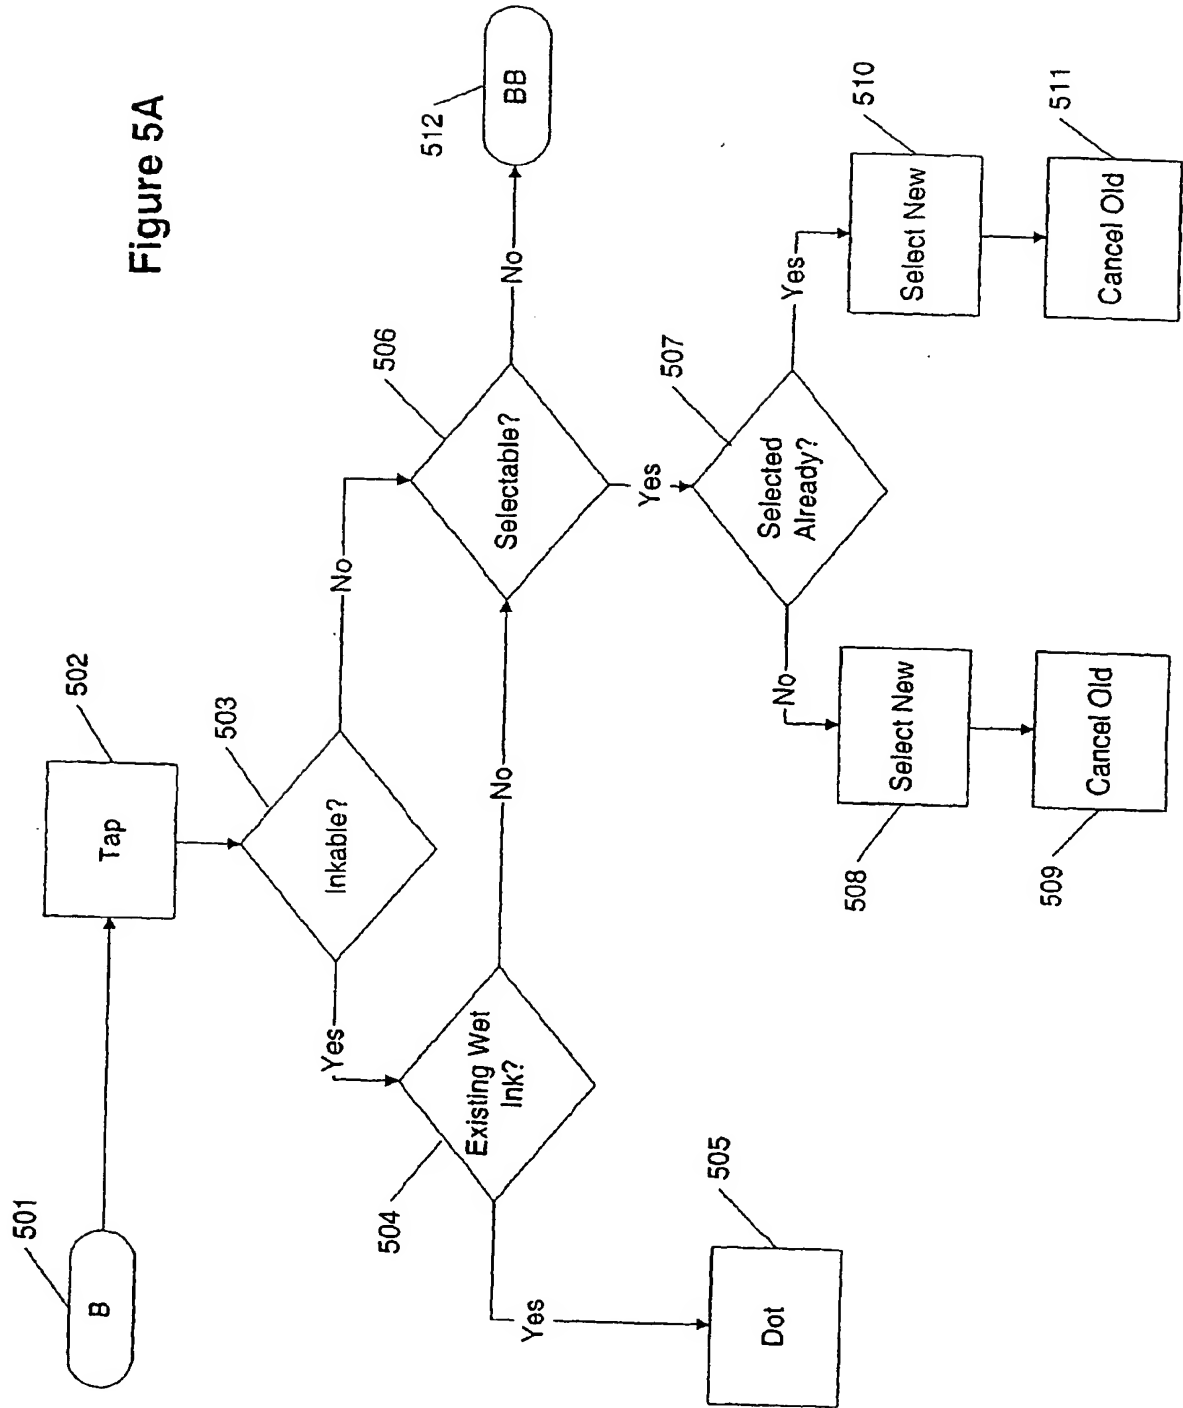 Figure 5A
501
B
502
Tap
503
Inkable?
Yes
No
504
Existing Wet
Ink?
Yes
No
505
Dot
506
Selectable?
No
512
BB
Yes
507
Selected
Already?
No
Yes
508
Select New
509
Cancel Old
510
Select New
511
Cancel Old